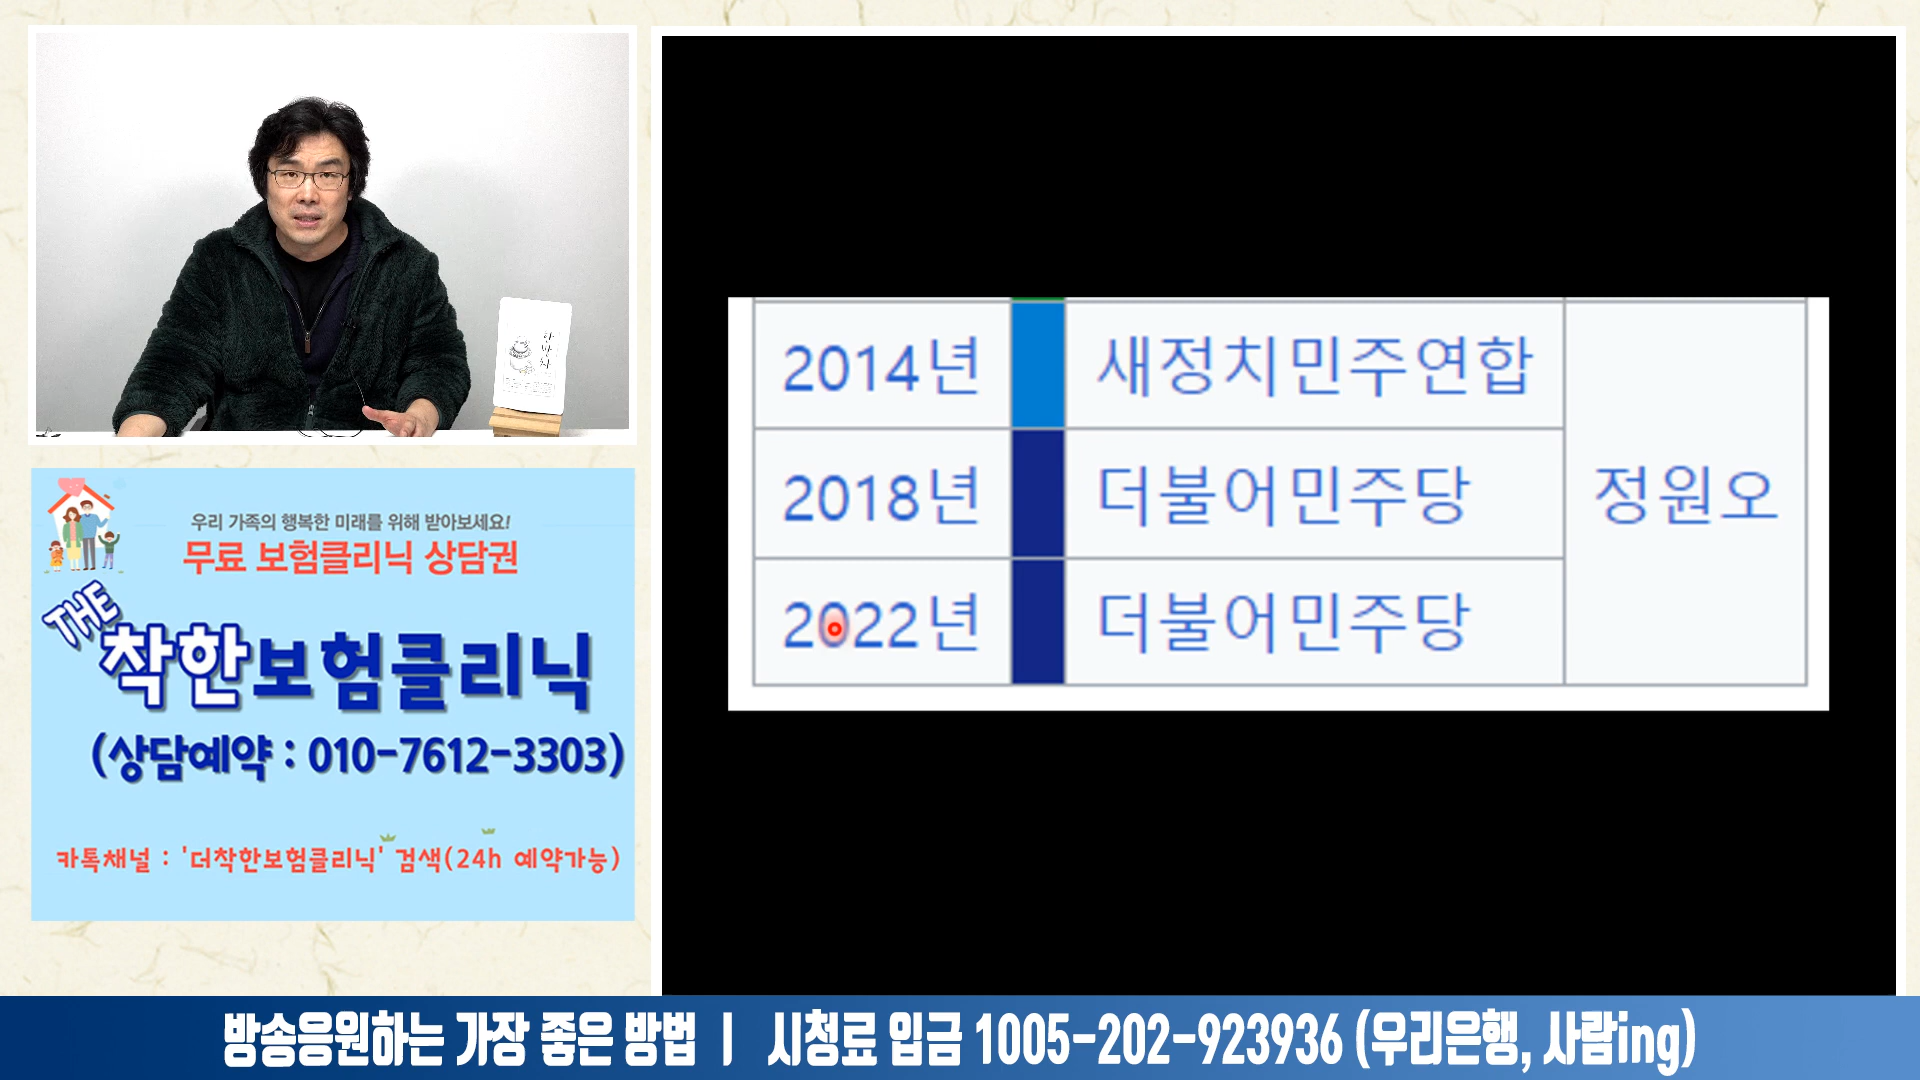 우리 가족의 행복한 미래를 위해 받아보세요!
무료 보험클리닉 상담권
THE
착한보험클리닉
(상담예약 : 010-7612-3303)
카톡채널 : '더착한보험클리닉' 검색(24h 예약가능)
2014년 새정치민주연합
2018년 더불어민주당 정원오
2022년 더불어민주당
방송응원하는 가장 좋은 방법 | 시청료 입금 1005-202-923936 (우리은행, 사람ing)